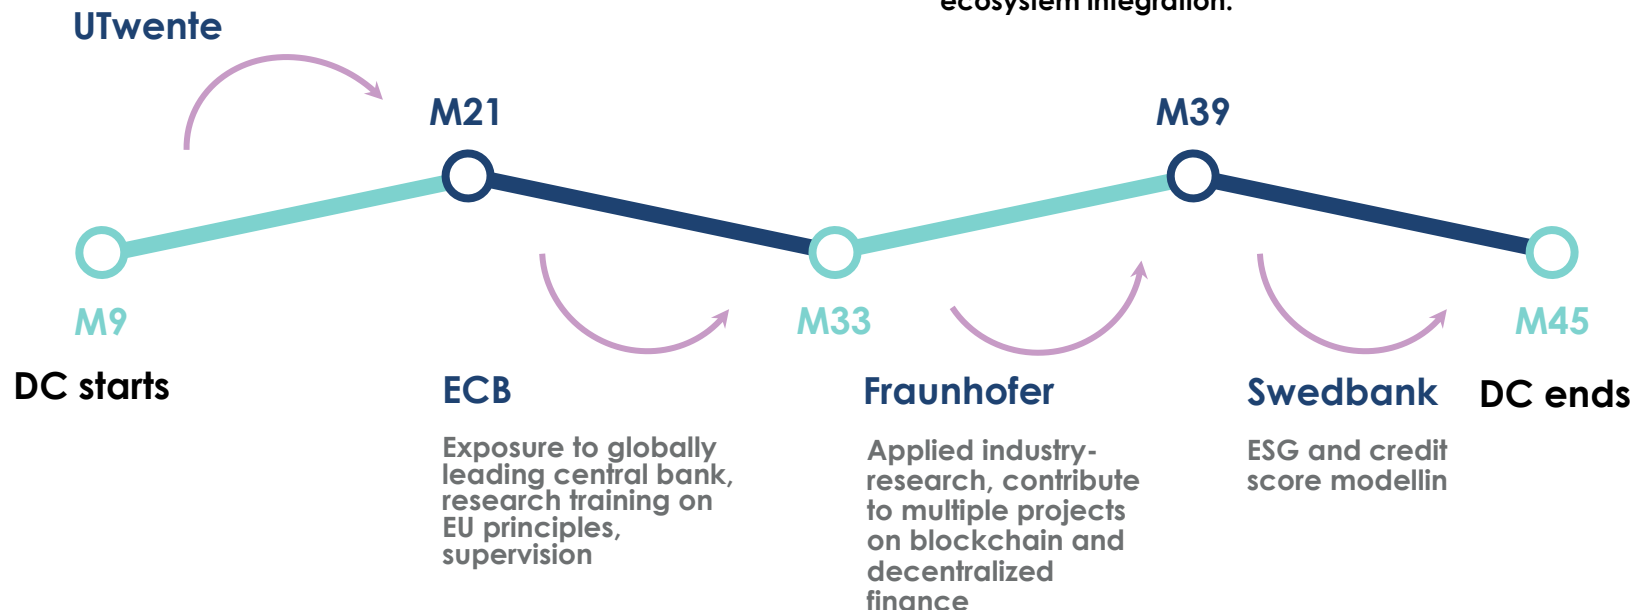 ecosystem integration.
UTwente
M21
M39
M9
M33
M45
DC starts
ECB
Fraunhofer
Swedbank
DC ends
Exposure to globally
leading central bank,
research training on
EU principles,
supervision
Applied industry-
research, contribute
to multiple projects
on blockchain and
decentralized
finance
ESG and credit
score modellin